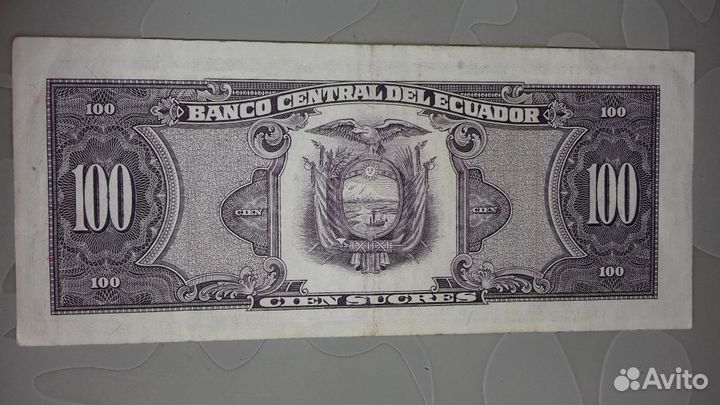 BANCO CENTRAL DEL ECUADOR
100 100
100 CIEN CIEN 100
100 100
CIEN SUCRES
Avito